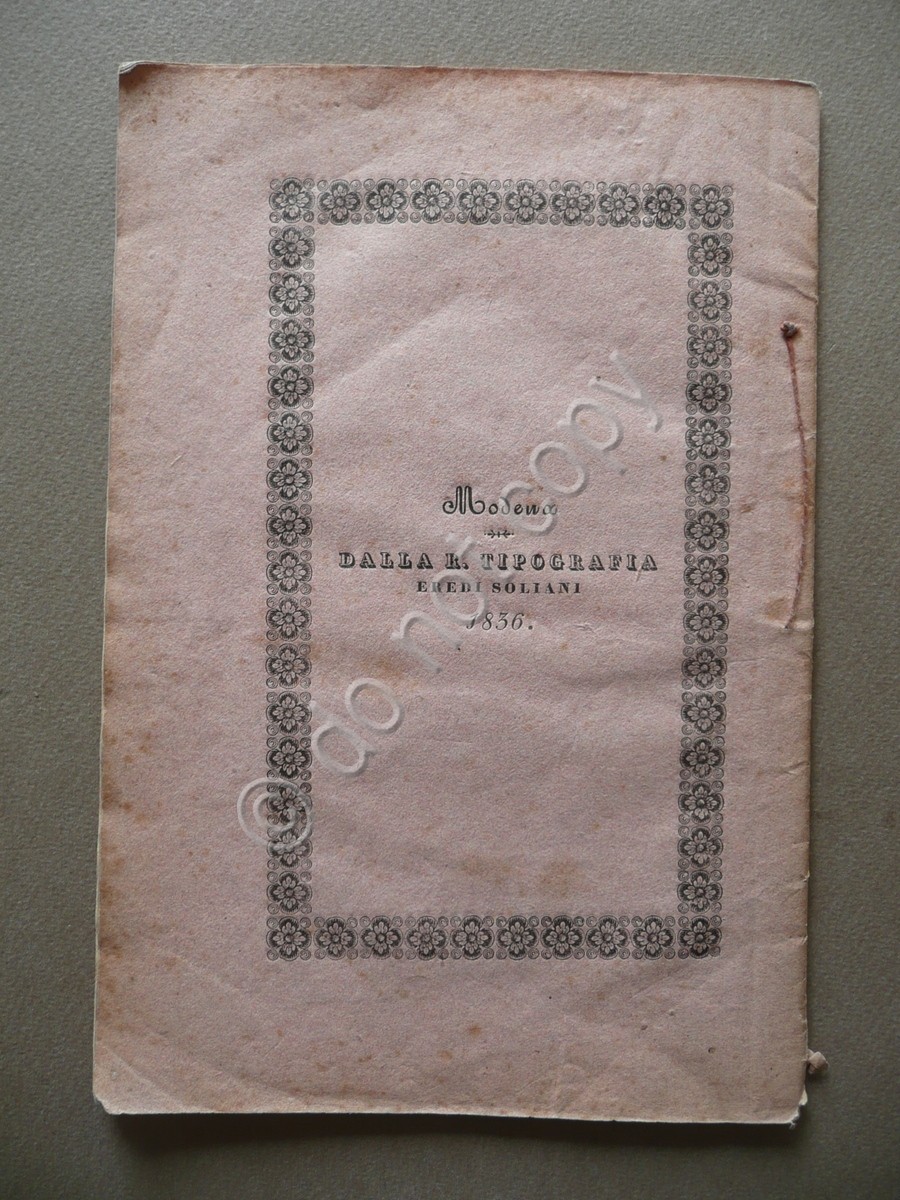 Modena
DALLA R. TIPOGRAFIA
EREDI SOLIANI
1836.
© do not copy